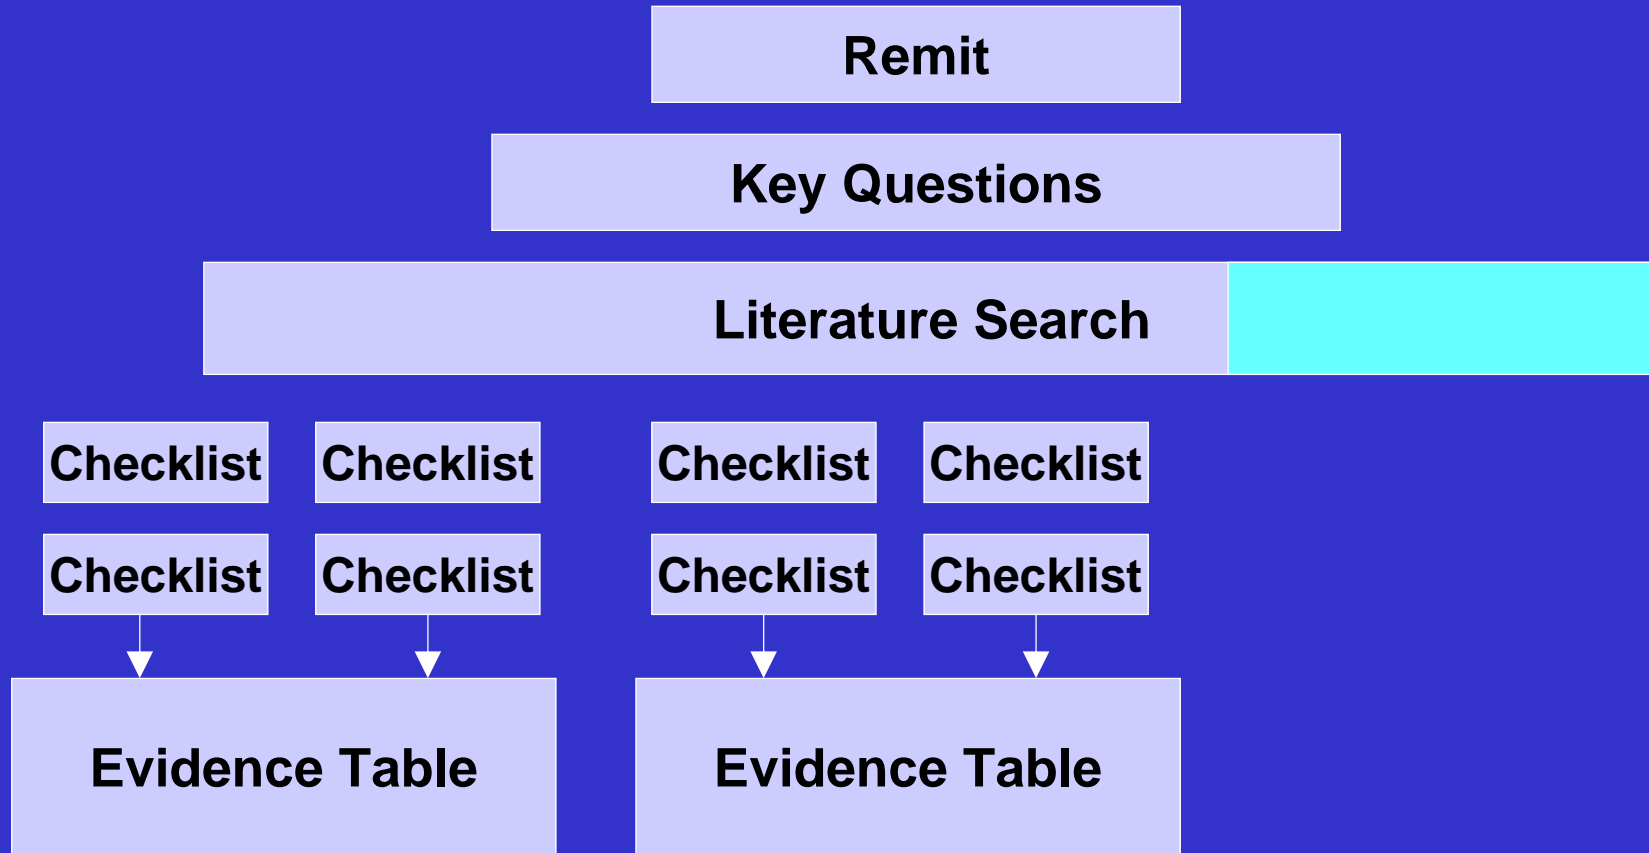 Remit
Key Questions
Literature Search
Checklist Checklist Checklist Checklist
Checklist Checklist Checklist Checklist
Evidence Table Evidence Table